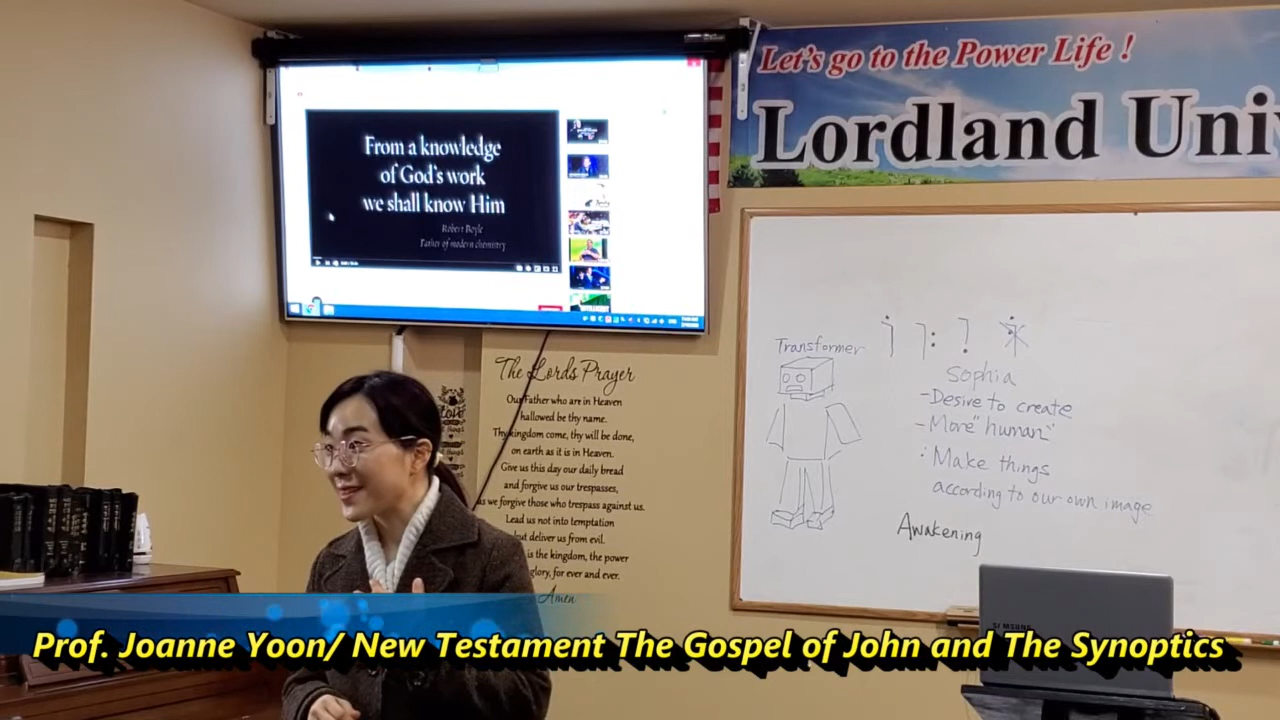 Let's go to the Power Life !
Lordland Uni
From a knowledge
of God's work
we shall know Him
Robert Boyle
Father of modern chemistry
The Lord's Prayer
Our Father who are in Heaven
hallowed be thy name.
Thy kingdom come, thy will be done,
on earth as it is in Heaven.
Give us this day our daily bread
and forgive us our trespasses,
as we forgive those who trespass against us.
Lead us not into temptation
but deliver us from evil.
is the kingdom, the power
glory, for ever and ever.
Amen
Love
Transformer
Sophia
-Desire to create
-More "human"
: Make things
according to our own image
Awakening
SAMSUNG
Prof. Joanne Yoon/ New Testament The Gospel of John and The Synoptics